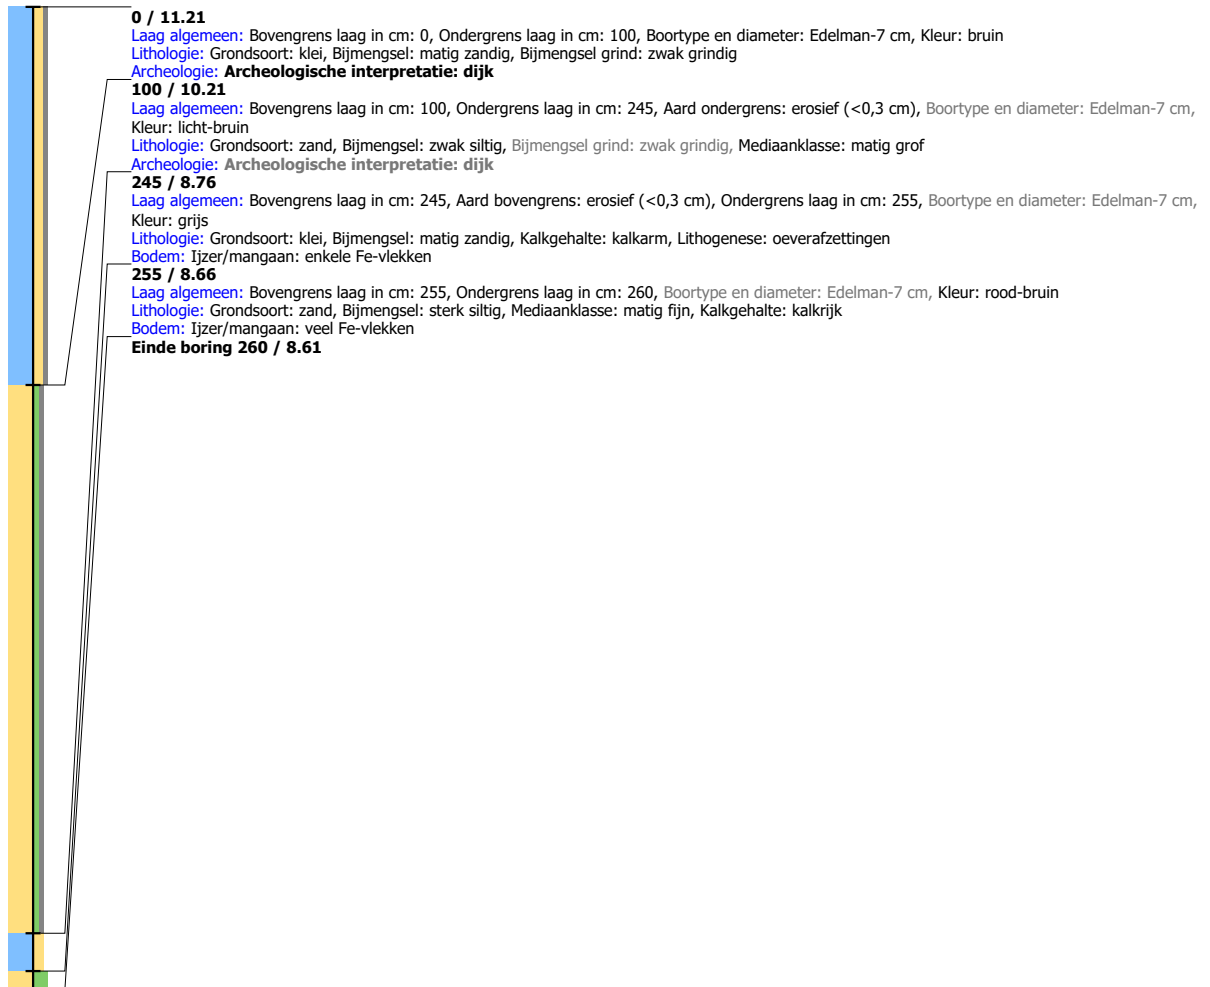 0 / 11.21
Laag algemeen: Bovengrens laag in cm: 0, Ondergrens laag in cm: 100, Boortype en diameter: Edelman-7 cm, Kleur: bruin
Lithologie: Grondsoort: klei, Bijmengsel: matig zandig, Bijmengsel grind: zwak grindig
Archeologie: Archeologische interpretatie: dijk
100 / 10.21
Laag algemeen: Bovengrens laag in cm: 100, Ondergrens laag in cm: 245, Aard ondergrens: erosief (<0,3 cm), Boortype en diameter: Edelman-7 cm,
Kleur: licht-bruin
Lithologie: Grondsoort: zand, Bijmengsel: zwak siltig, Bijmengsel grind: zwak grindig, Mediaanklasse: matig grof
Archeologie: Archeologische interpretatie: dijk
245 / 8.76
Laag algemeen: Bovengrens laag in cm: 245, Aard bovengrens: erosief (<0,3 cm), Ondergrens laag in cm: 255, Boortype en diameter: Edelman-7 cm,
Kleur: grijs
Lithologie: Grondsoort: klei, Bijmengsel: matig zandig, Kalkgehalte: kalkarm, Lithogenese: oeverafzettingen
Bodem: Ijzer/mangaan: enkele Fe-vlekken
255 / 8.66
Laag algemeen: Bovengrens laag in cm: 255, Ondergrens laag in cm: 260, Boortype en diameter: Edelman-7 cm, Kleur: rood-bruin
Lithologie: Grondsoort: zand, Bijmengsel: sterk siltig, Mediaanklasse: matig fijn, Kalkgehalte: kalkrijk
Bodem: Ijzer/mangaan: veel Fe-vlekken
Einde boring 260 / 8.61